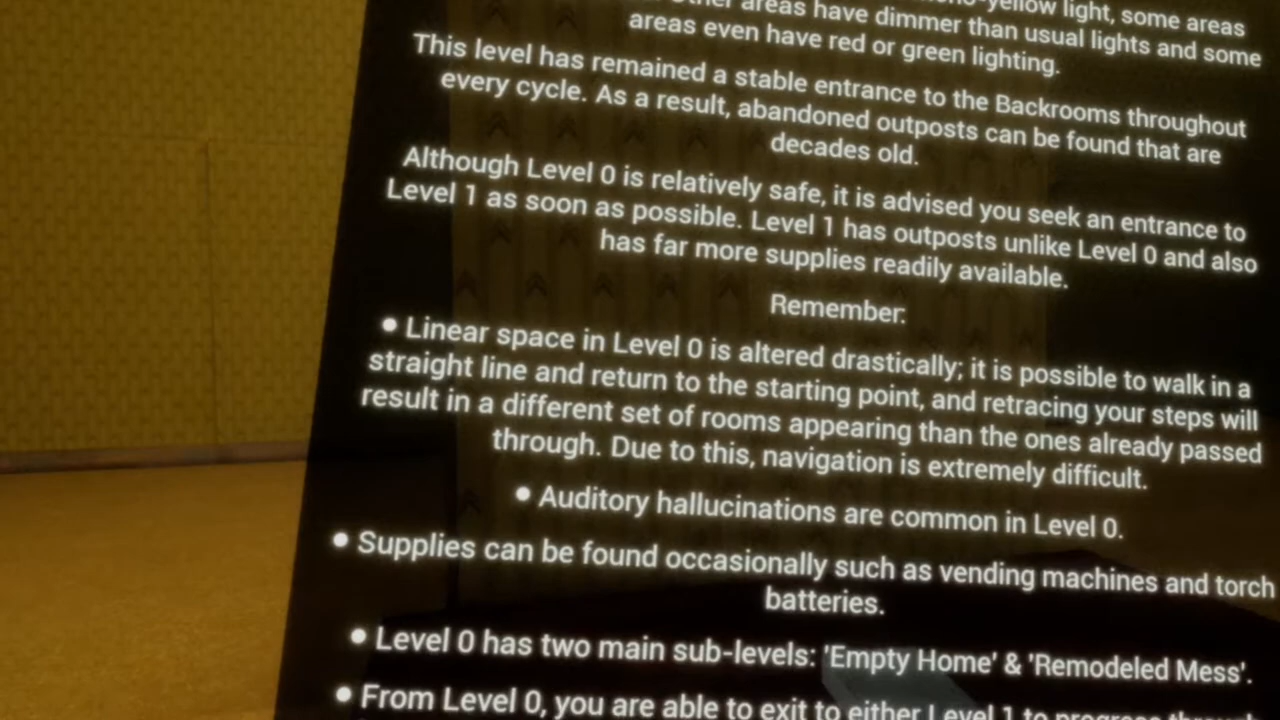 yellow light, some areas
areas have dimmer than usual lights and some
areas even have red or green lighting.
This level has remained a stable entrance to the Backrooms throughout
every cycle. As a result, abandoned outposts can be found that are
decades old.
Although Level 0 is relatively safe, it is advised you seek an entrance to
Level 1 as soon as possible. Level 1 has outposts unlike Level 0 and also
has far more supplies readily available.
Remember:
• Linear space in Level 0 is altered drastically; it is possible to walk in a
straight line and return to the starting point, and retracing your steps will
result in a different set of rooms appearing than the ones already passed
through. Due to this, navigation is extremely difficult.
• Auditory hallucinations are common in Level 0.
• Supplies can be found occasionally such as vending machines and torch
batteries.
• Level 0 has two main sub-levels: 'Empty Home' & 'Remodeled Mess'.
• From Level 0, you are able to exit to either Level 1 to progress through